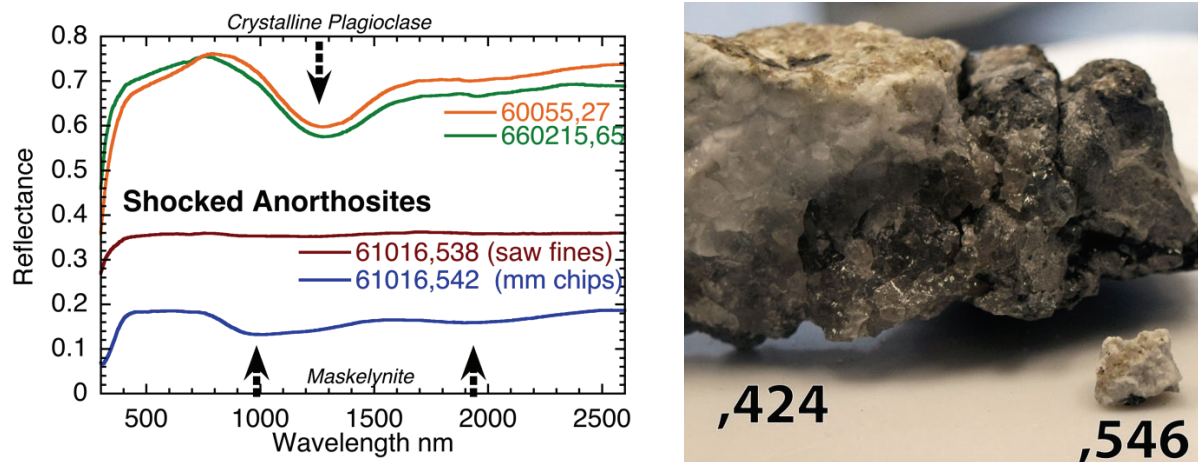 Crystalline Plagioclase
0.8
0.7
0.6
0.5
0.4
0.3
0.2
0.1
0
Reflectance
60055,27
660215,65
Shocked Anorthosites
61016,538 (saw fines)
61016,542 (mm chips)
Maskelynite
500 1000 1500 2000 2500
Wavelength nm
,424
,546